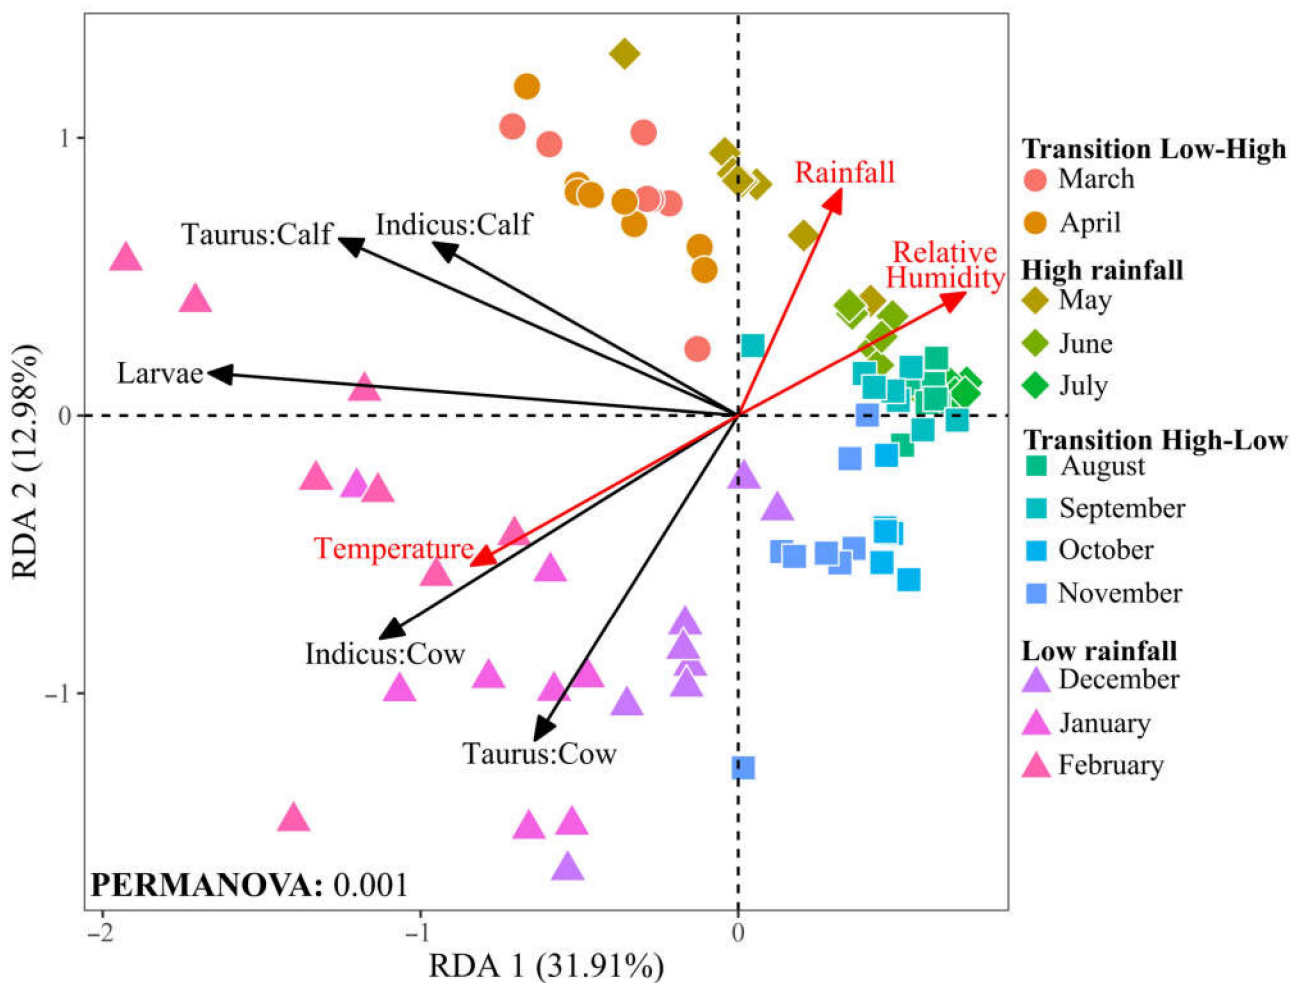 Rainfall
Relative
Humidity
Indicus:Calf
Taurus:Calf
Larvae
Temperature
Indicus:Cow
Taurus:Cow
PERMANOVA: 0.001
1
0
−1
RDA 2 (12.98%)
−2
−1
0
RDA 1 (31.91%)
Transition Low-High
March
April
High rainfall
May
June
July
Transition High-Low
August
September
October
November
Low rainfall
December
January
February